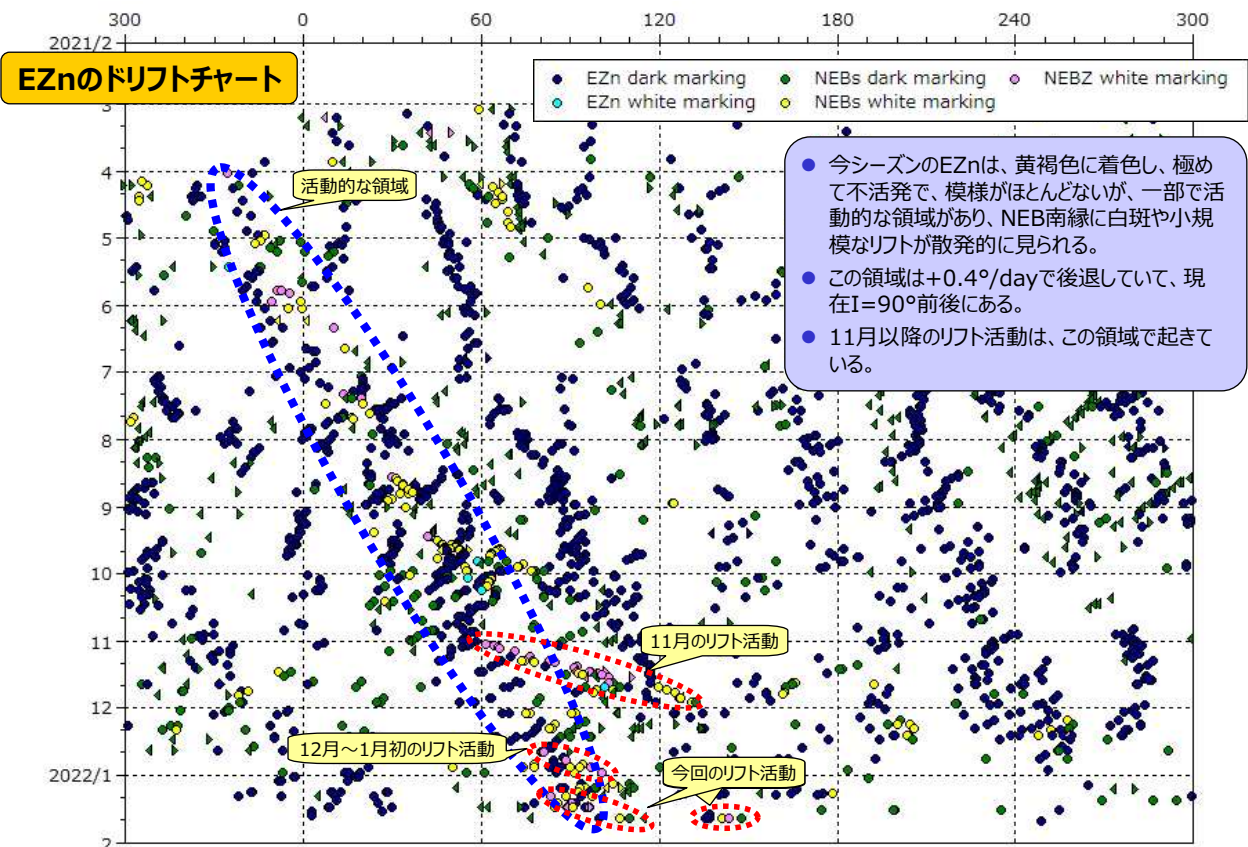 300 0 60 120 180 240 300
2021/2
EZnのドリフトチャート
EZn dark marking NEBs dark marking NEBZ white marking
EZn white marking NEBs white marking
3
● 今シーズンのEZnは、黄褐色に着色し、極め
て不活発で、模様がほとんどないが、一部で活
動的な領域があり、NEB南縁に白斑や小規
模なリフトが散発的に見られる。
● この領域は+0.4°/dayで後退していて、現
在I=90°前後にある。
● 11月以降のリフト活動は、この領域で起きて
いる。
4
活動的な領域
5
6
7
8
9
10
11
11月のリフト活動
12
12月～1月初のリフト活動
2022/1
今回のリフト活動
2